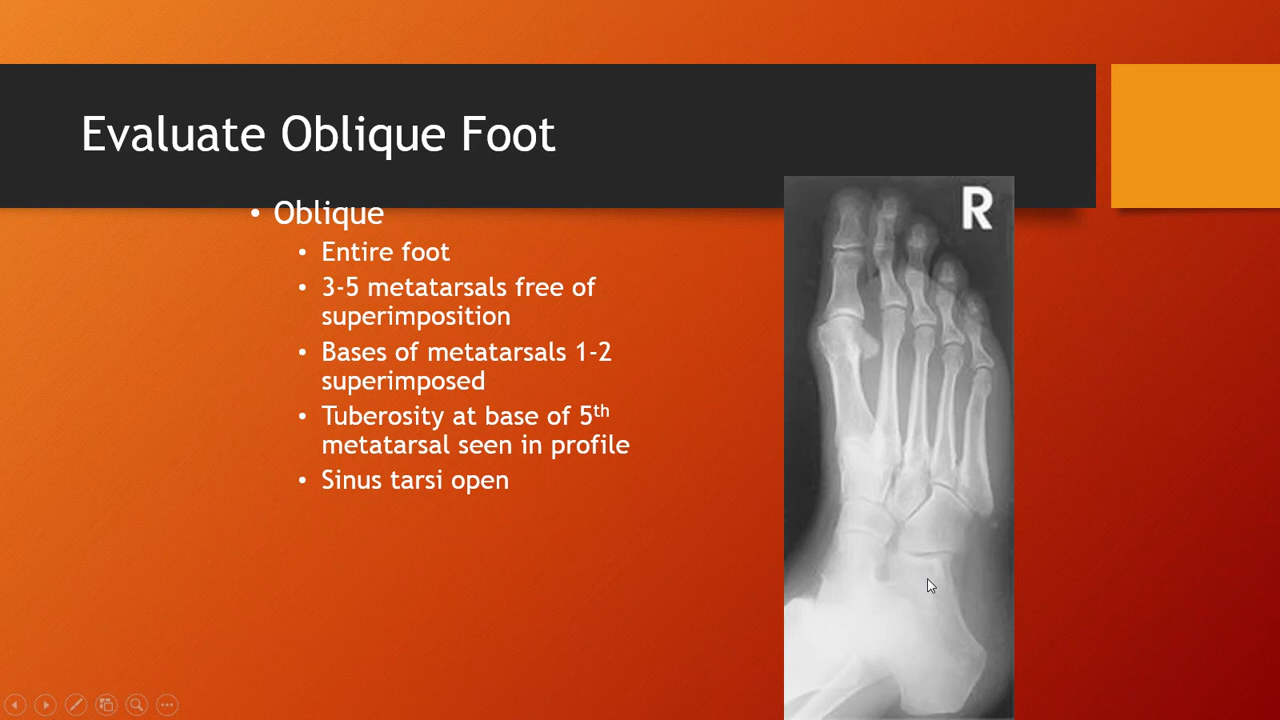 Evaluate Oblique Foot
R
• Oblique
• Entire foot
• 3-5 metatarsals free of
superimposition
• Bases of metatarsals 1-2
superimposed
• Tuberosity at base of 5th
metatarsal seen in profile
• Sinus tarsi open